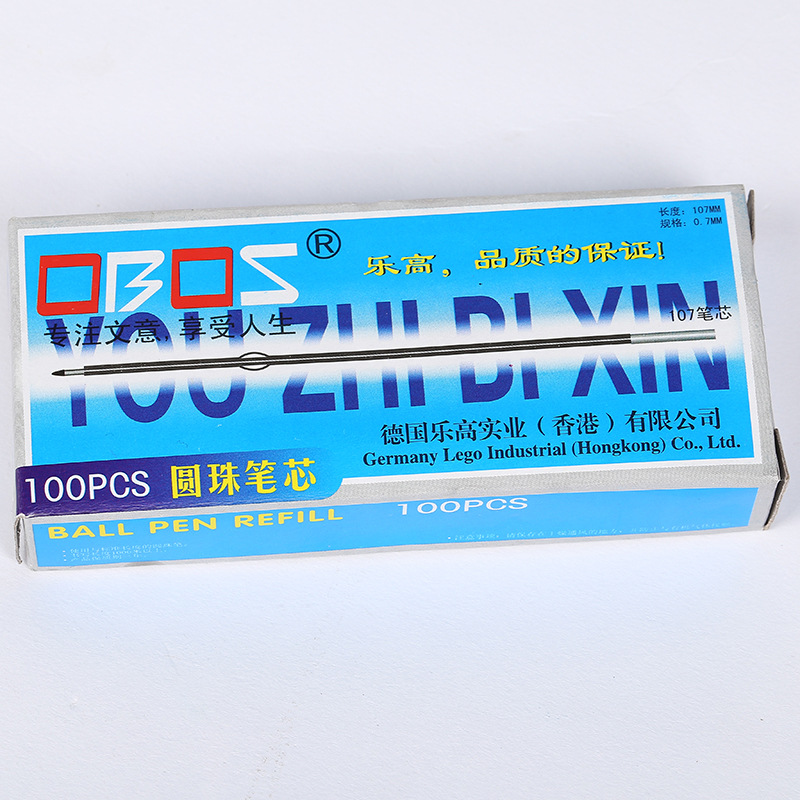 长度：107MM
规格：0.7MM
OBOS®
乐高，品质的保证！
专注文意，享受人生
YOU ZHI BI XIN
107笔芯
德国乐高实业（香港）有限公司
Germany Lego Industrial (Hongkong) Co., Ltd.
100PCS 圆珠笔芯
BALL PEN REFILL 100PCS